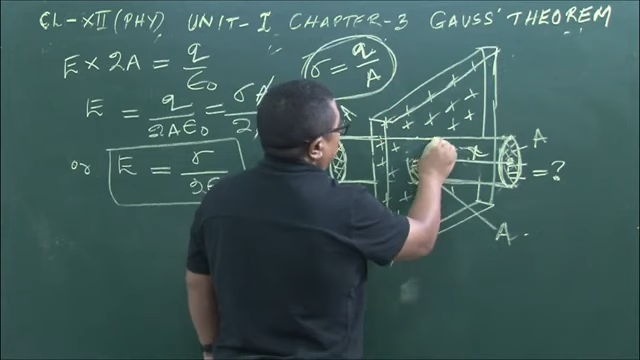 CL-XII (PHY) UNIT-I CHAPTER-3 GAUSS' THEOREM
E × 2A = q/ε0
σ = q/A
E = q/2Aε0 = σA/2
A
or E = σ/2ε
x
A
E = ?
A